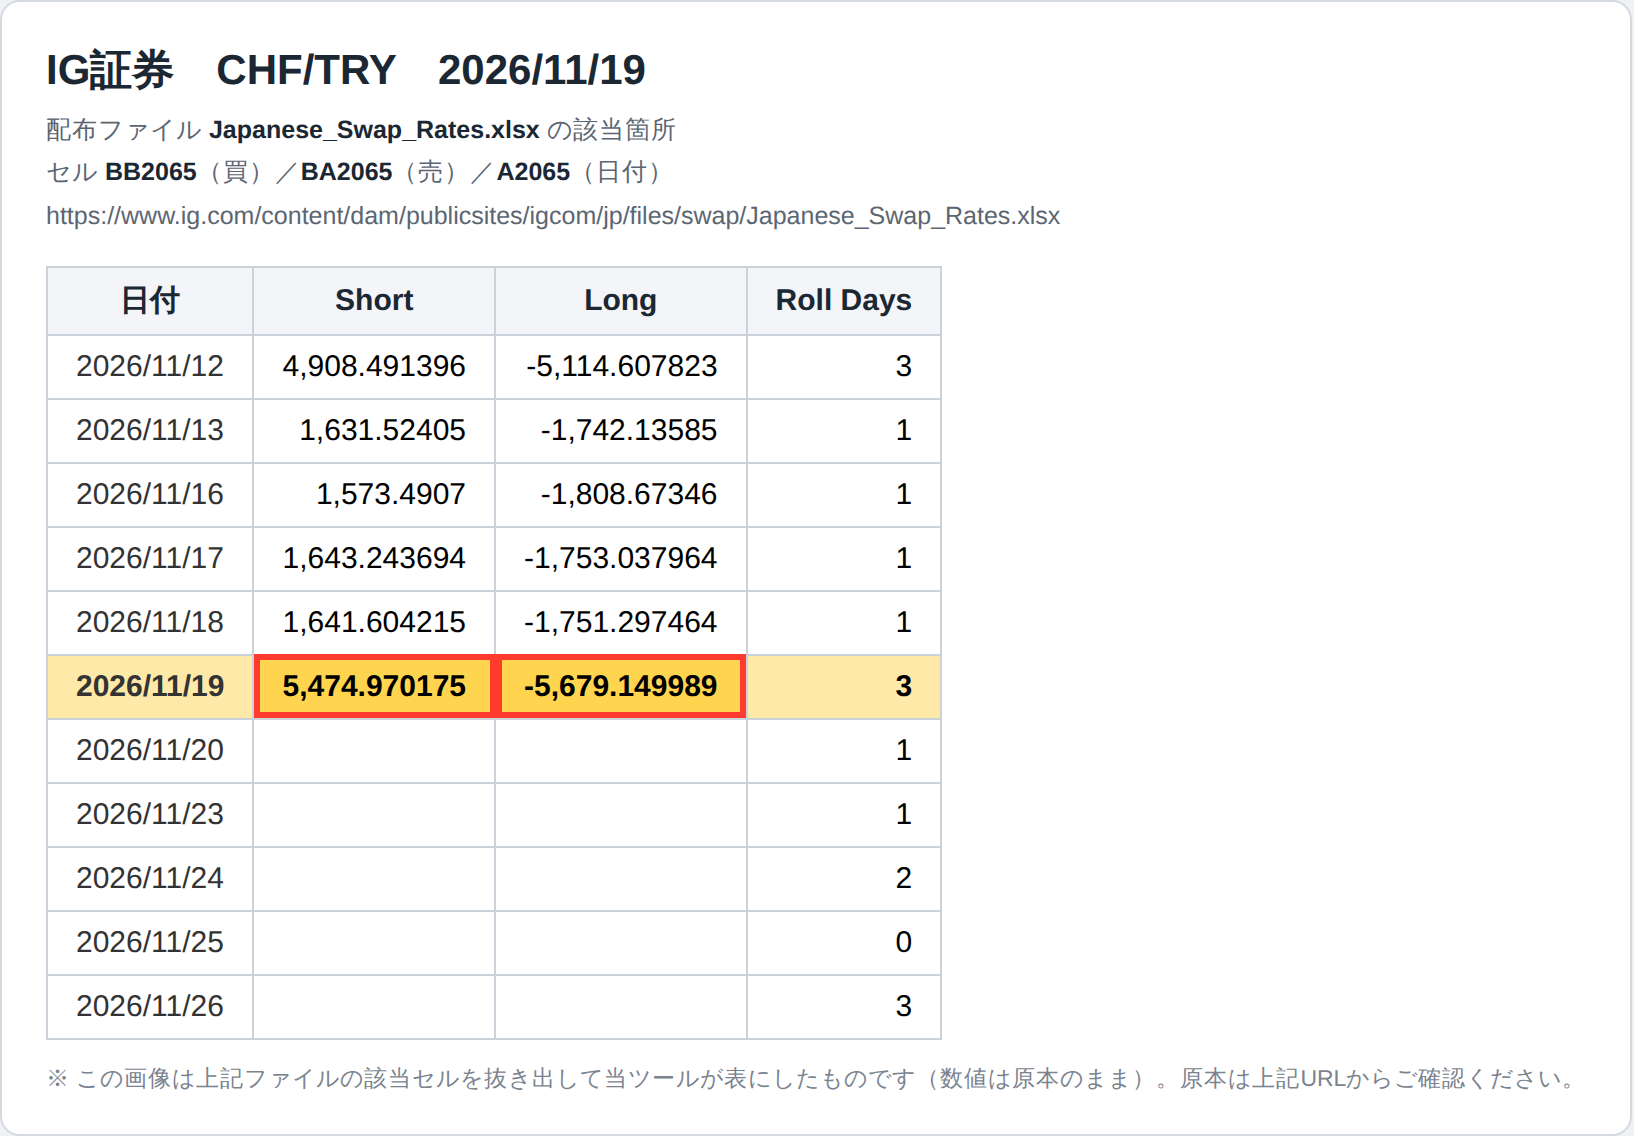 IG証券　CHF/TRY　2026/11/19
配布ファイル Japanese_Swap_Rates.xlsx の該当箇所
セル BB2065（買）／BA2065（売）／A2065（日付）
https://www.ig.com/content/dam/publicsites/igcom/jp/files/swap/Japanese_Swap_Rates.xlsx
日付 Short Long Roll Days
2026/11/12 4,908.491396 -5,114.607823 3
2026/11/13 1,631.52405 -1,742.13585 1
2026/11/16 1,573.4907 -1,808.67346 1
2026/11/17 1,643.243694 -1,753.037964 1
2026/11/18 1,641.604215 -1,751.297464 1
2026/11/19 5,474.970175 -5,679.149989 3
2026/11/20 1
2026/11/23 1
2026/11/24 2
2026/11/25 0
2026/11/26 3
※ この画像は上記ファイルの該当セルを抜き出して当ツールが表にしたものです（数値は原本のまま）。原本は上記URLからご確認ください。